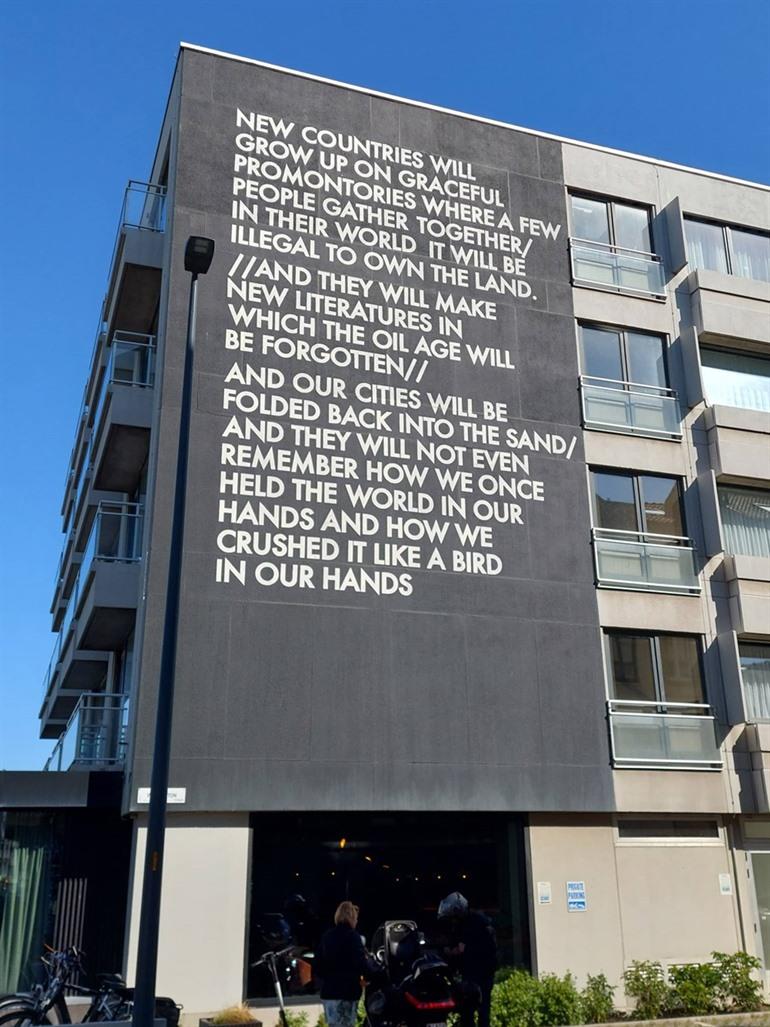 NEW COUNTRIES WILL
GROW UP ON GRACEFUL
PROMONTORIES WHERE A FEW
PEOPLE GATHER TOGETHER/
IN THEIR WORLD IT WILL BE
ILLEGAL TO OWN THE LAND.
//AND THEY WILL MAKE
NEW LITERATURES IN
WHICH THE OIL AGE WILL
BE FORGOTTEN//
AND OUR CITIES WILL BE
FOLDED BACK INTO THE SAND/
AND THEY WILL NOT EVEN
REMEMBER HOW WE ONCE
HELD THE WORLD IN OUR
HANDS AND HOW WE
CRUSHED IT LIKE A BIRD
IN OUR HANDS
PRIVATE
PARKING